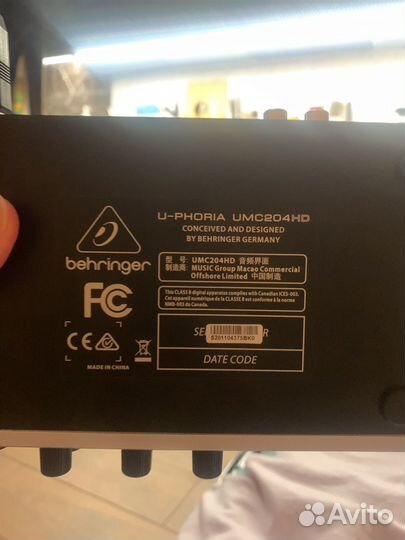 U-PHORIA UMC204HD
CONCEIVED AND DESIGNED
BY BEHRINGER GERMANY
behringer
型 号: UMC204HD 音频界面
制造商: MUSIC Group Macao Commercial
Offshore Limited 中国制造
This CLASS B digital apparatus complies with Canadian ICES-003.
Cet appareil numérique de la CLASSE B est conforme à la norme
NMB-003 du Canada.
FC
CE
MADE IN CHINA
SE R
S201104375BK0
DATE CODE
Avito